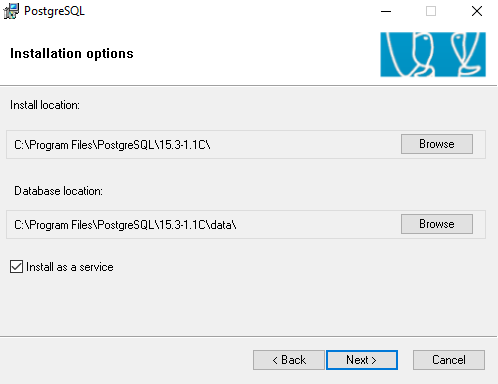 PostgreSQL
Installation options
Install location:
C:\Program Files\PostgreSQL\15.3-1.1C\
Browse
Database location:
C:\Program Files\PostgreSQL\15.3-1.1C\data\
Browse
Install as a service
< Back
Next >
Cancel